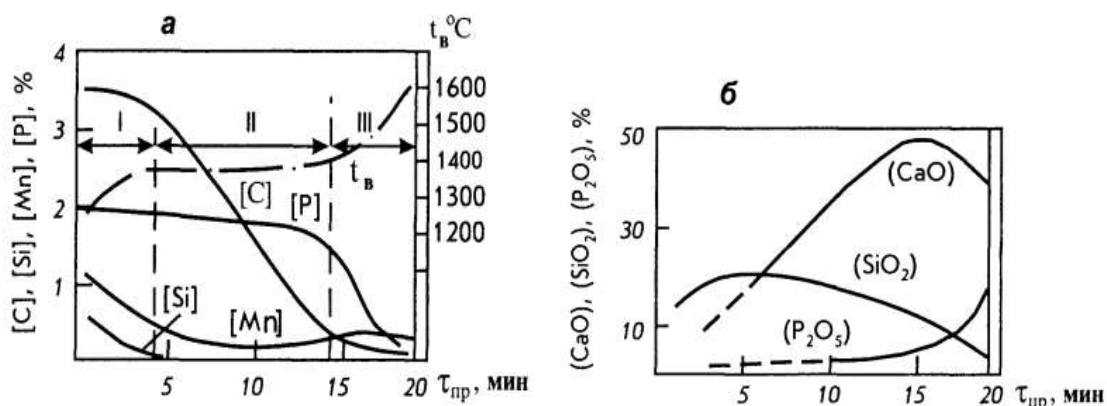 а
t_в °C
4
3
2
1
[C], [Si], [Mn], [P], %
1600
1500
1400
1300
1200
I
II
III
t_в
[C]
[P]
[Si]
[Mn]
5
10
15
20
τ_пр, мин
б
50
30
10
(CaO), (SiO₂), (P₂O₅), %
(CaO)
(SiO₂)
(P₂O₅)
5
10
15
20
τ_пр, мин